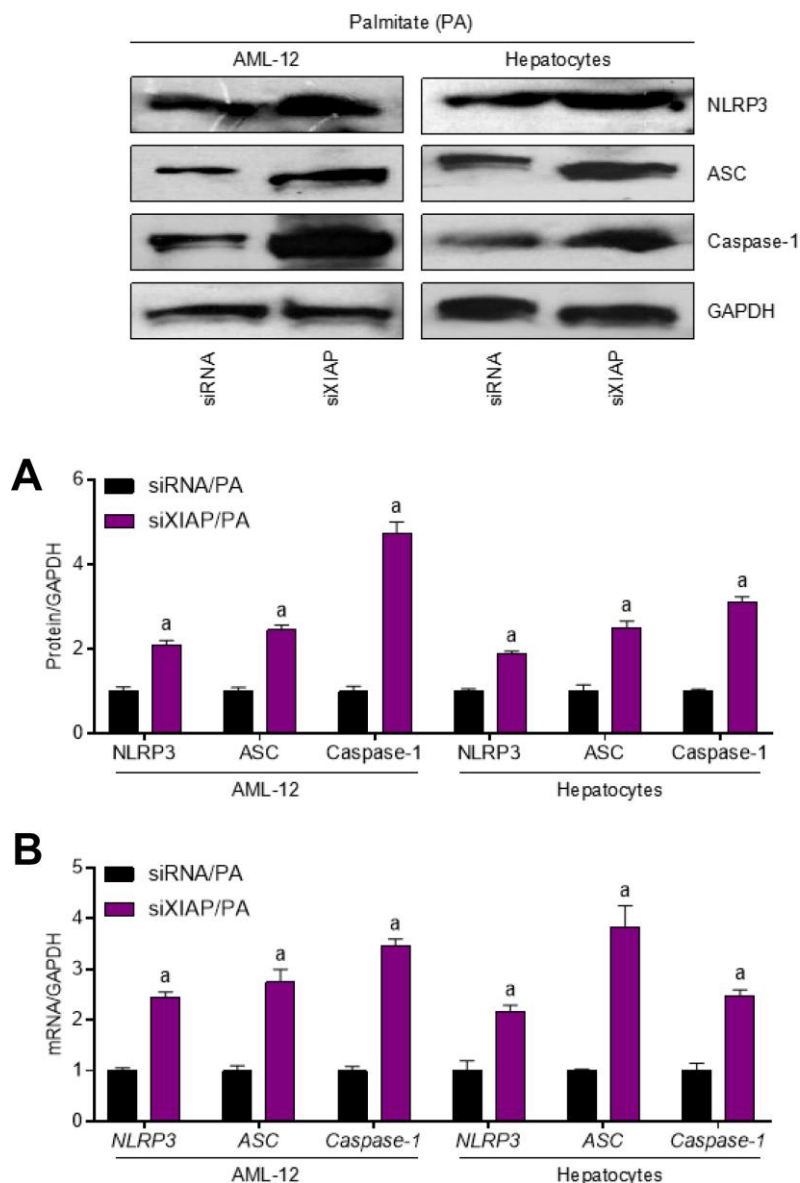 Palmitate (PA)
AML-12 Hepatocytes
NLRP3
ASC
Caspase-1
GAPDH
siRNA siXIAP siRNA siXIAP
A
siRNA/PA
siXIAP/PA
Protein/GAPDH
6
4
2
0
a a a a a a
NLRP3 ASC Caspase-1 NLRP3 ASC Caspase-1
AML-12 Hepatocytes
B
siRNA/PA
siXIAP/PA
mRNA/GAPDH
5
4
3
2
1
0
a a a a a a
NLRP3 ASC Caspase-1 NLRP3 ASC Caspase-1
AML-12 Hepatocytes